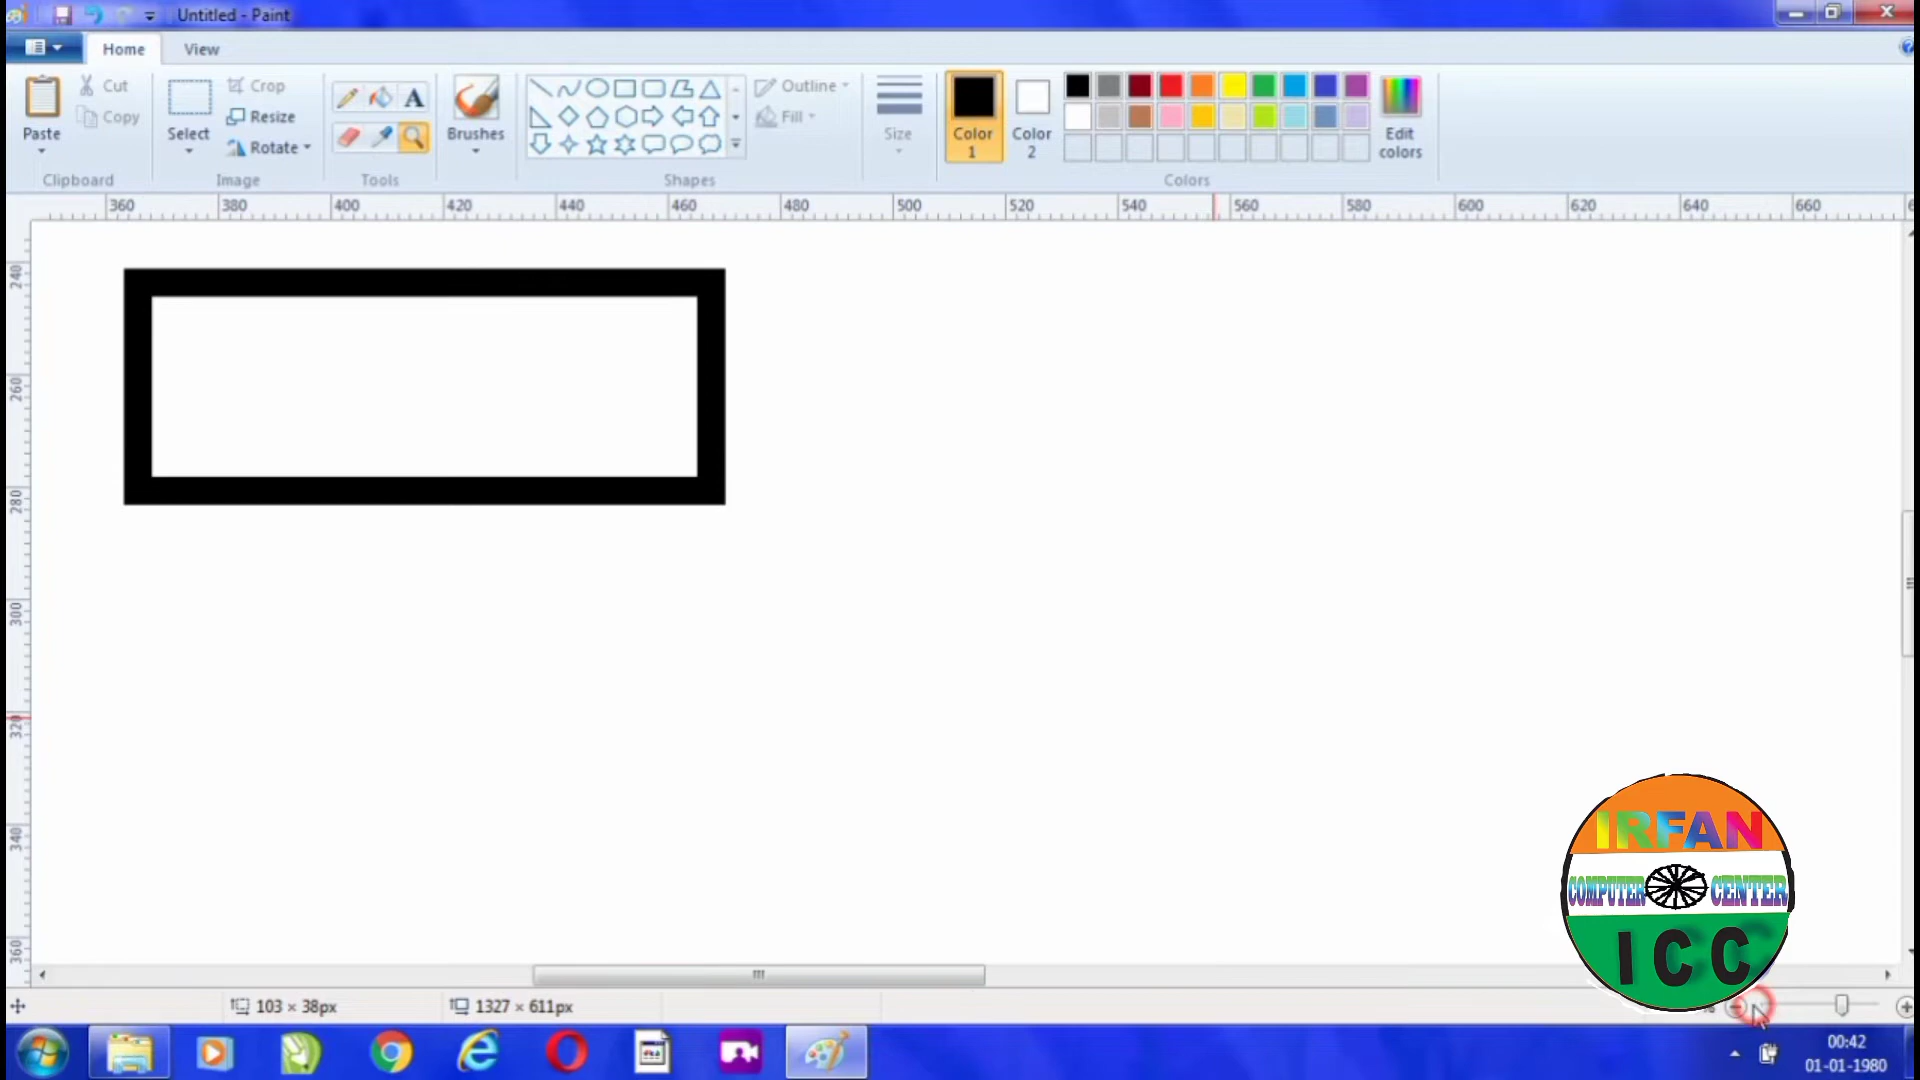 Untitled - Paint
Home
View
Paste
Cut
Copy
Clipboard
Select
Crop
Resize
Rotate
Image
A
Tools
Brushes
Shapes
Outline
Fill
Size
Color 1
Color 2
Edit colors
Colors
360 380 400 420 440 460 480 500 520 540 560 580 600 620 640 660
240
260
280
300
320
340
360
IRFAN
COMPUTER CENTER
ICC
103 × 38px
1327 × 611px
00:42
01-01-1980